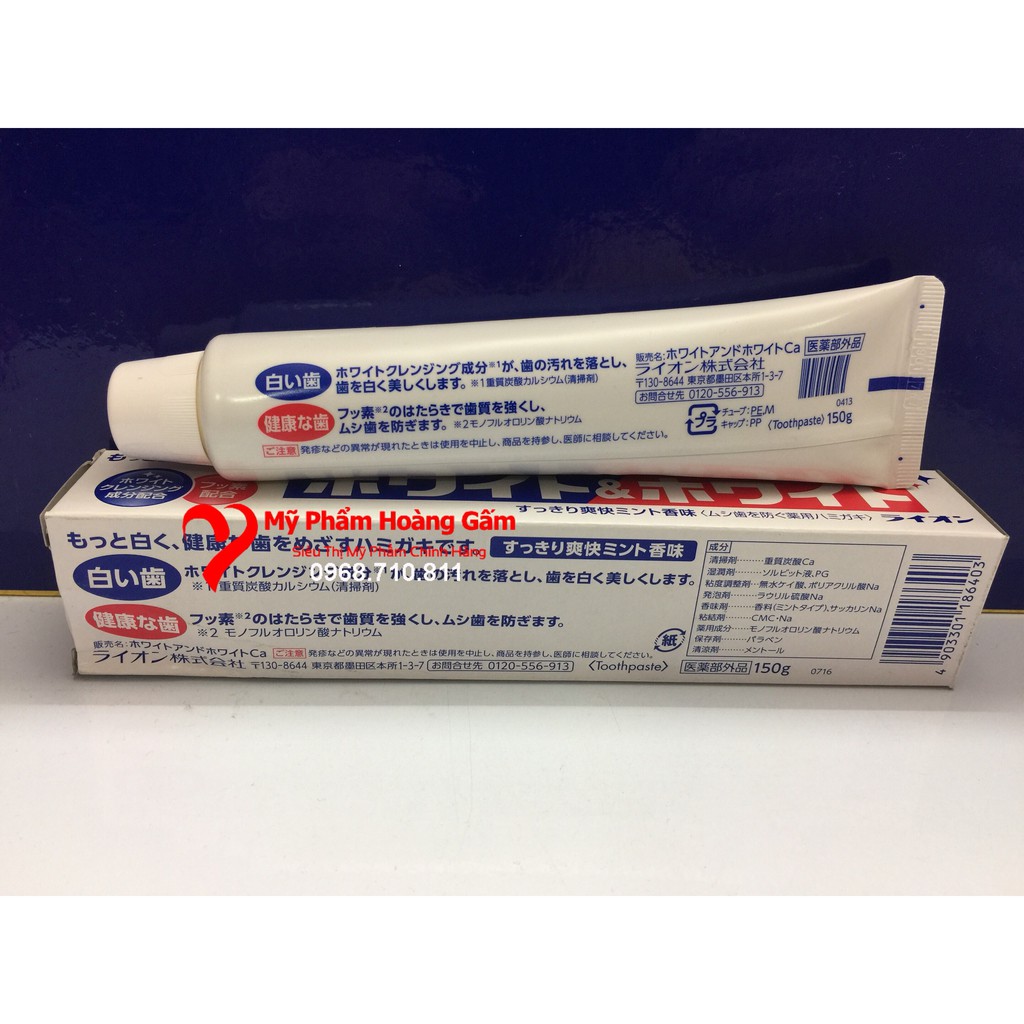 白い歯
ホワイトクレンジング成分※1が、歯の汚れを落とし、
歯を白く美しくします。※1重質炭酸カルシウム(清掃剤)
健康な歯
フッ素※2のはたらきで歯質を強くし、
ムシ歯を防ぎます。※2モノフルオロリン酸ナトリウム
ご注意 発疹などの異常が現れたときは使用を中止し、商品を持参し、医師に相談してください。
販売名:ホワイトアンドホワイトCa 医薬部外品
ライオン株式会社
〒130-8644 東京都墨田区本所1-3-7
お問合せ先 0120-556-913
0413
プラ
チューブ:PE,M
キャップ:PP
(Toothpaste) 150g
ホワイト
クレンジング
成分配合
フッ素
配合
ホワイト&ホワイト
すっきり爽快ミント香味〈ムシ歯を防ぐ薬用ハミガキ〉 ライオン
Mỹ Phẩm Hoàng Gấm
Siêu Thị Mỹ Phẩm Chính Hãng
0968.710.811
もっと白く、健康な歯をめざすハミガキです。 すっきり爽快ミント香味
白い歯
ホワイトクレンジング成分※1が、歯の汚れを落とし、歯を白く美しくします。
※1 重質炭酸カルシウム(清掃剤)
健康な歯
フッ素※2のはたらきで歯質を強くし、ムシ歯を防ぎます。
※2 モノフルオロリン酸ナトリウム
販売名:ホワイトアンドホワイトCa ご注意 発疹などの異常が現れたときは使用を中止し、商品を持参し、医師に相談してください。
ライオン株式会社 〒130-8644 東京都墨田区本所1-3-7 お問合せ先 0120-556-913 〈Toothpaste〉 医薬部外品 150g 0716
紙
成分
清掃剤………重質炭酸Ca
湿潤剤………ソルビット液、PG
粘度調整剤…無水ケイ酸、ポリアクリル酸Na
発泡剤………ラウリル硫酸Na
香味剤………香料(ミントタイプ)、サッカリンNa
粘結剤………CMC・Na
薬用成分……モノフルオロリン酸ナトリウム
保存剤………パラベン
清涼剤………メントール
4 903301 186403